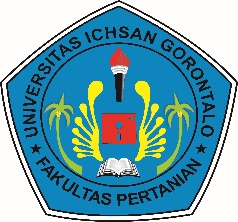 UNIVERSITAS ICHSAN GORONTALO
FAKULTAS PERTANIAN